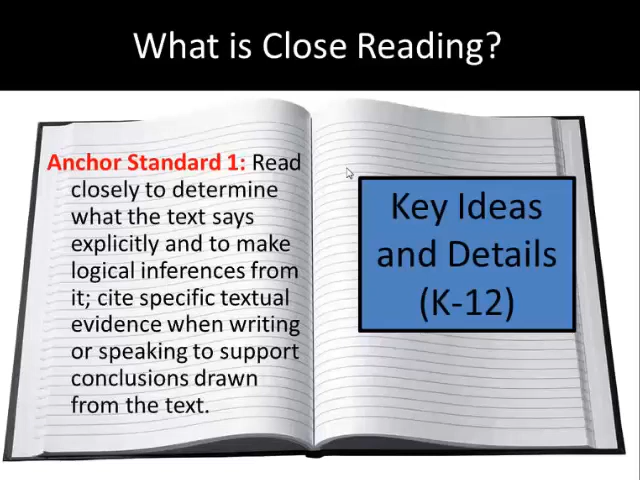 What is Close Reading?
Anchor Standard 1: Read
closely to determine
what the text says
explicitly and to make
logical inferences from
it; cite specific textual
evidence when writing
or speaking to support
conclusions drawn
from the text.
Key Ideas
and Details
(K-12)